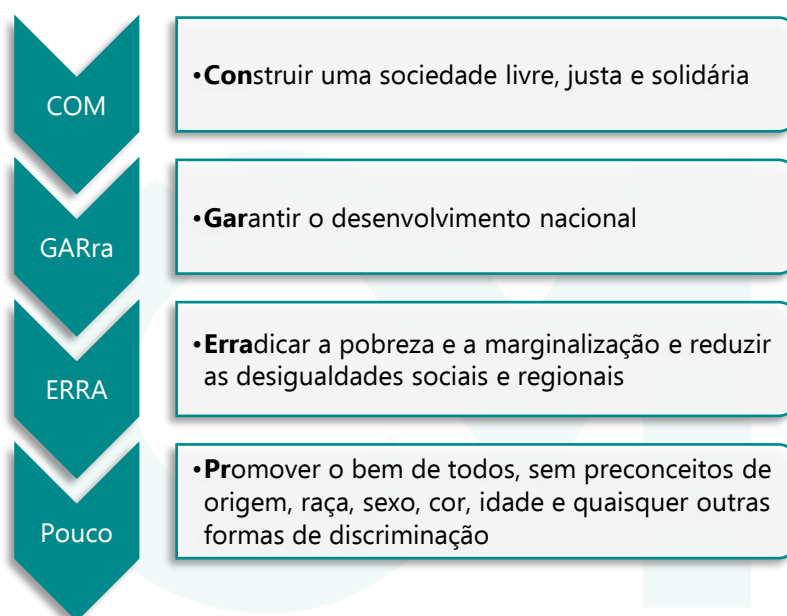 COM
•Construir uma sociedade livre, justa e solidária
GARra
•Garantir o desenvolvimento nacional
ERRA
•Erradicar a pobreza e a marginalização e reduzir
as desigualdades sociais e regionais
Pouco
•Promover o bem de todos, sem preconceitos de
origem, raça, sexo, cor, idade e quaisquer outras
formas de discriminação